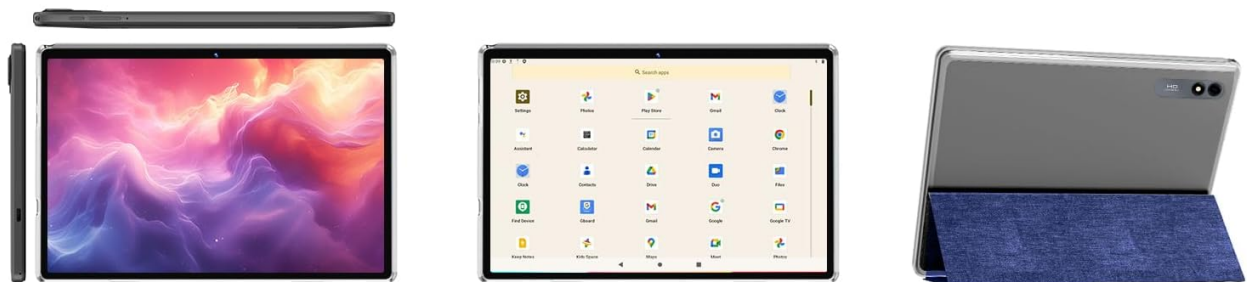 Search apps
Settings
Photos
Play Store
Gmail
Clock
Assistant
Calculator
Calendar
Camera
Chrome
Clock
Contacts
Drive
Duo
Files
Find Device
Gboard
Gmail
Google
Google TV
Keep Notes
Kids Space
Maps
Meet
Photos
HD